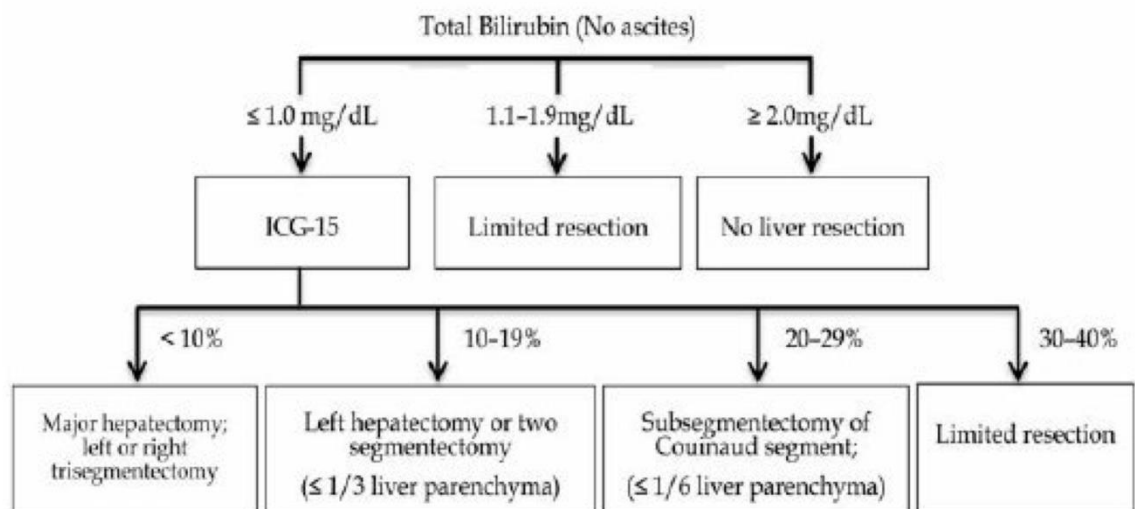 Total Bilirubin (No ascites)
≤ 1.0 mg/dL
1.1–1.9mg/dL
≥ 2.0mg/dL
ICG-15
Limited resection
No liver resection
< 10%
10–19%
20–29%
30–40%
Major hepatectomy;
left or right
trisegmentectomy
Left hepatectomy or two
segmentectomy
(≤ 1/3 liver parenchyma)
Subsegmentectomy of
Couinaud segment;
(≤ 1/6 liver parenchyma)
Limited resection